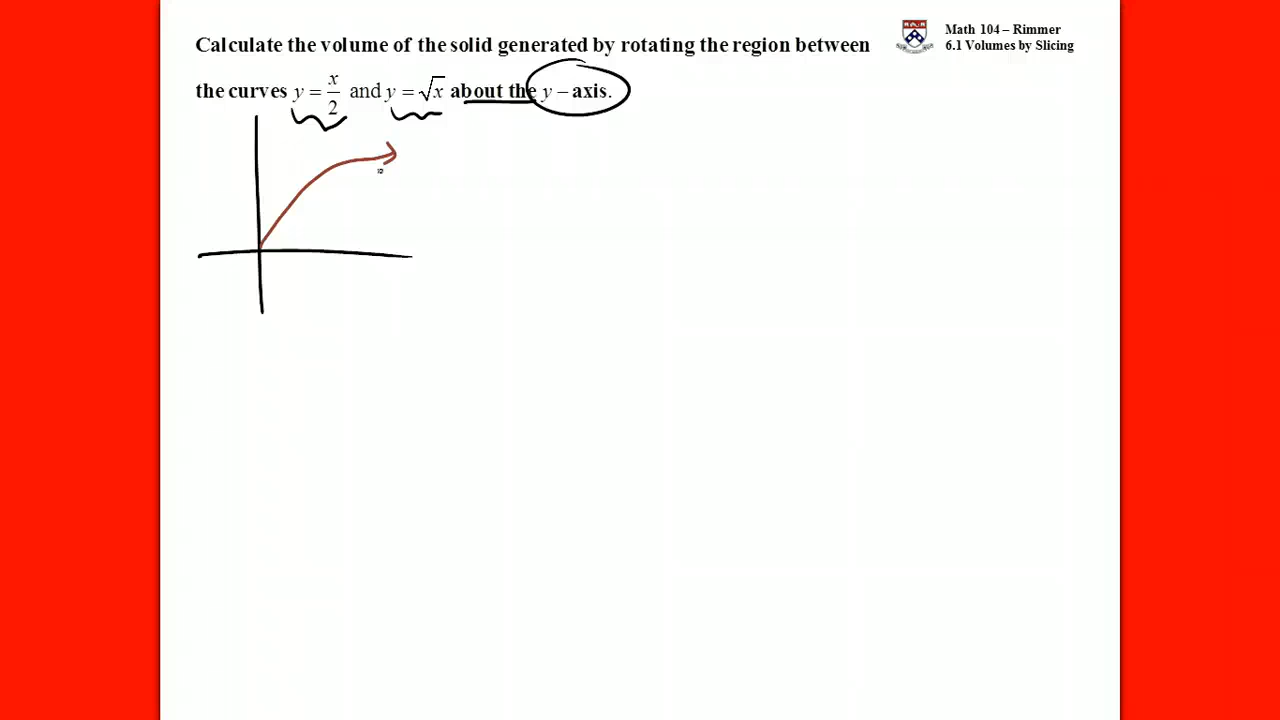 Calculate the volume of the solid generated by rotating the region between
the curves y = x/2 and y = √x about the y – axis.
Math 104 – Rimmer
6.1 Volumes by Slicing